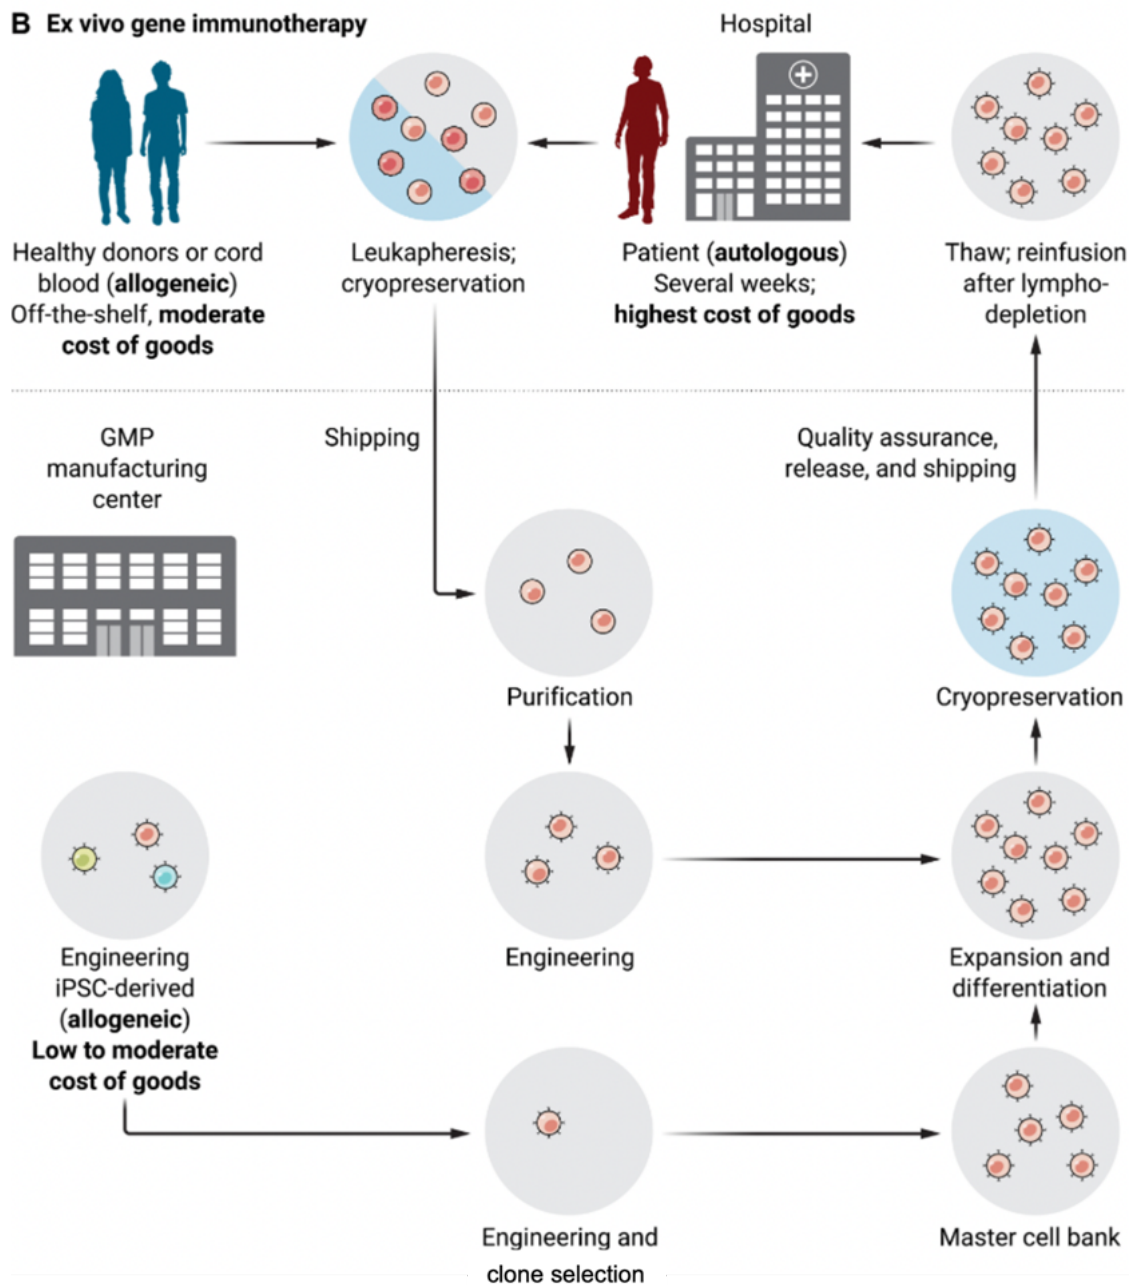 B Ex vivo gene immunotherapy
Hospital
Healthy donors or cord
blood (allogeneic)
Off-the-shelf, moderate
cost of goods
Leukapheresis;
cryopreservation
Patient (autologous)
Several weeks;
highest cost of goods
Thaw; reinfusion
after lympho-
depletion
GMP
manufacturing
center
Shipping
Quality assurance,
release, and shipping
Purification
Cryopreservation
Engineering
iPSC-derived
(allogeneic)
Low to moderate
cost of goods
Engineering
Expansion and
differentiation
Engineering and
clone selection
Master cell bank